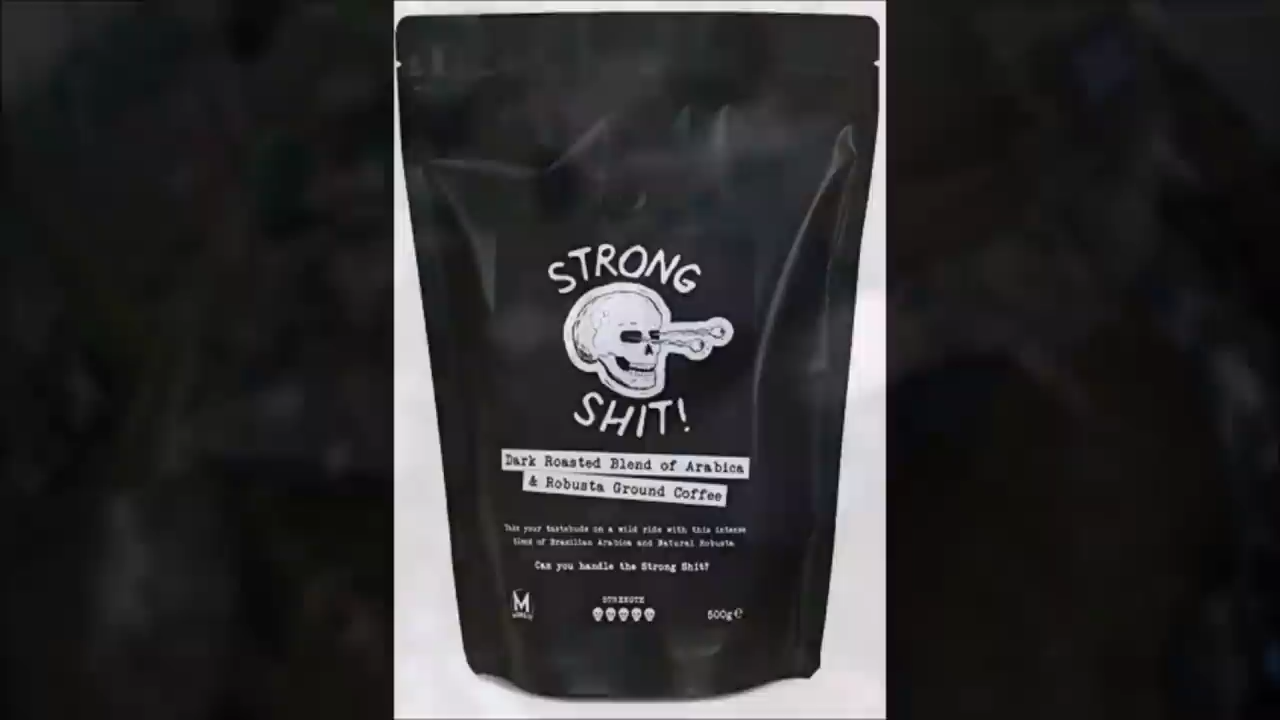 STRONG
SHIT!
Dark Roasted Blend of Arabica
& Robusta Ground Coffee
Take your tastebuds on a wild ride with this intense
blend of Brazilian Arabica and Natural Robusta
Can you handle the Strong Shit?
STRENGTH
M
500g℮